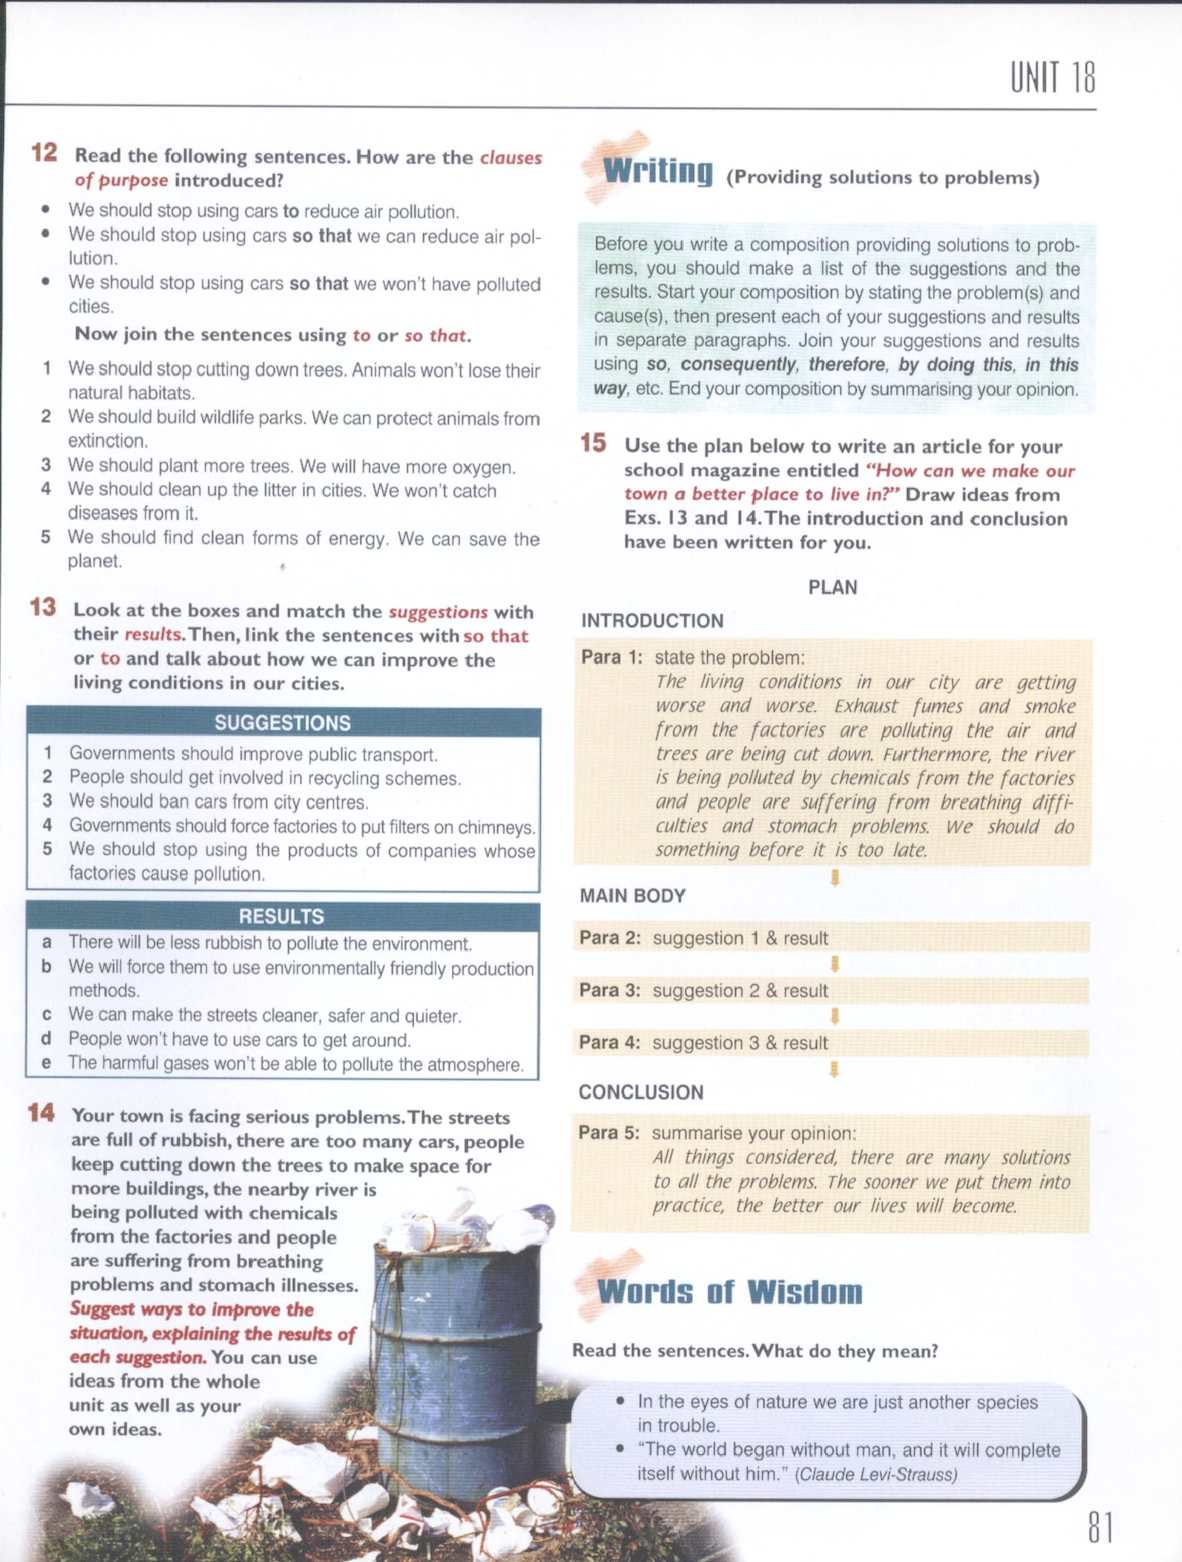 UNIT 18
12 Read the following sentences. How are the clauses
of purpose introduced?
• We should stop using cars to reduce air pollution.
• We should stop using cars so that we can reduce air pol-
lution.
• We should stop using cars so that we won't have polluted
cities.
Now join the sentences using to or so that.
1 We should stop cutting down trees. Animals won't lose their
natural habitats.
2 We should build wildlife parks. We can protect animals from
extinction.
3 We should plant more trees. We will have more oxygen.
4 We should clean up the litter in cities. We won't catch
diseases from it.
5 We should find clean forms of energy. We can save the
planet.
13 Look at the boxes and match the suggestions with
their results. Then, link the sentences with so that
or to and talk about how we can improve the
living conditions in our cities.
SUGGESTIONS
1 Governments should improve public transport.
2 People should get involved in recycling schemes.
3 We should ban cars from city centres.
4 Governments should force factories to put filters on chimneys.
5 We should stop using the products of companies whose
factories cause pollution.
RESULTS
a There will be less rubbish to pollute the environment.
b We will force them to use environmentally friendly production
methods.
c We can make the streets cleaner, safer and quieter.
d People won't have to use cars to get around.
e The harmful gases won't be able to pollute the atmosphere.
14 Your town is facing serious problems. The streets
are full of rubbish, there are too many cars, people
keep cutting down the trees to make space for
more buildings, the nearby river is
being polluted with chemicals
from the factories and people
are suffering from breathing
problems and stomach illnesses.
Suggest ways to improve the
situation, explaining the results of
each suggestion. You can use
ideas from the whole
unit as well as your
own ideas.
Writing (Providing solutions to problems)
Before you write a composition providing solutions to prob-
lems, you should make a list of the suggestions and the
results. Start your composition by stating the problem(s) and
cause(s), then present each of your suggestions and results
in separate paragraphs. Join your suggestions and results
using so, consequently, therefore, by doing this, in this
way, etc. End your composition by summarising your opinion.
15 Use the plan below to write an article for your
school magazine entitled "How can we make our
town a better place to live in?" Draw ideas from
Exs. 13 and 14. The introduction and conclusion
have been written for you.
PLAN
INTRODUCTION
Para 1: state the problem:
The living conditions in our city are getting
worse and worse. Exhaust fumes and smoke
from the factories are polluting the air and
trees are being cut down. Furthermore, the river
is being polluted by chemicals from the factories
and people are suffering from breathing diffi-
culties and stomach problems. We should do
something before it is too late.
MAIN BODY
Para 2: suggestion 1 & result
Para 3: suggestion 2 & result
Para 4: suggestion 3 & result
CONCLUSION
Para 5: summarise your opinion:
All things considered, there are many solutions
to all the problems. The sooner we put them into
practice, the better our lives will become.
Words of Wisdom
Read the sentences. What do they mean?
• In the eyes of nature we are just another species
in trouble.
• "The world began without man, and it will complete
itself without him." (Claude Levi-Strauss)
81